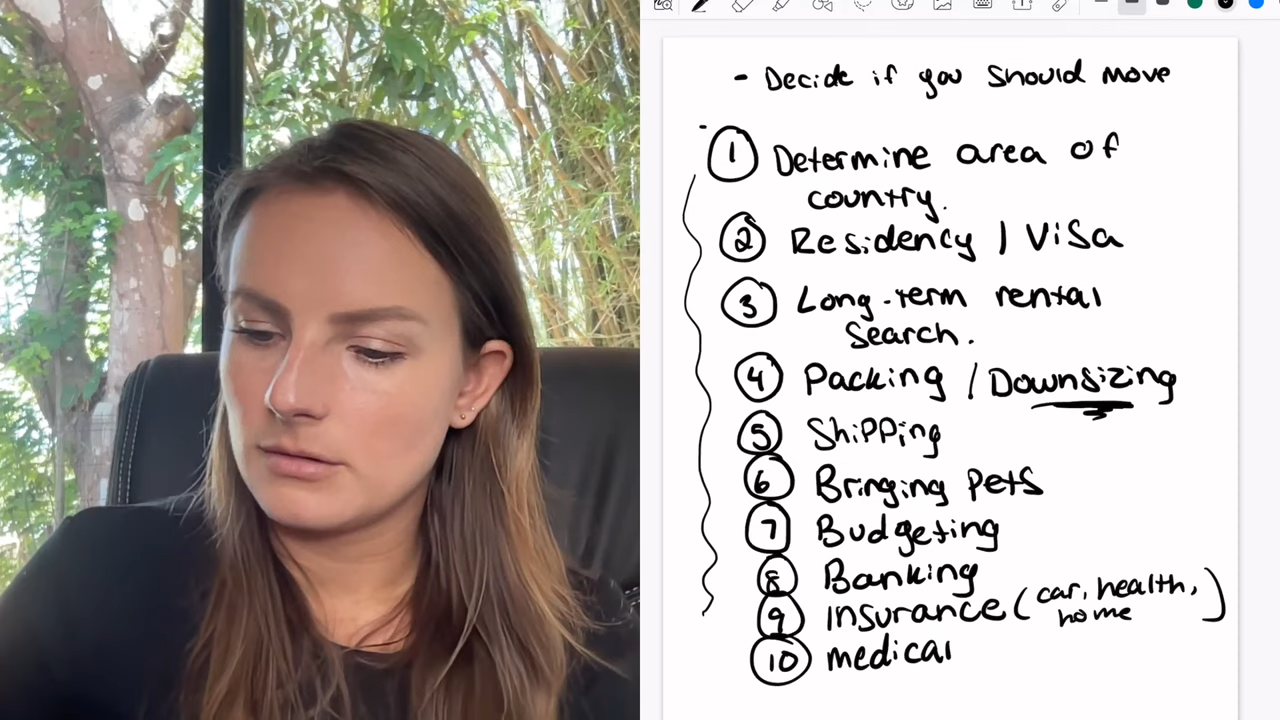 - Decide if you should move
1 Determine area of
country.
2 Residency / Visa
3 Long-term rental
search.
4 Packing / Downsizing
5 Shipping
6 Bringing pets
7 Budgeting
8 Banking
9 insurance (car, health,
home)
10 medical